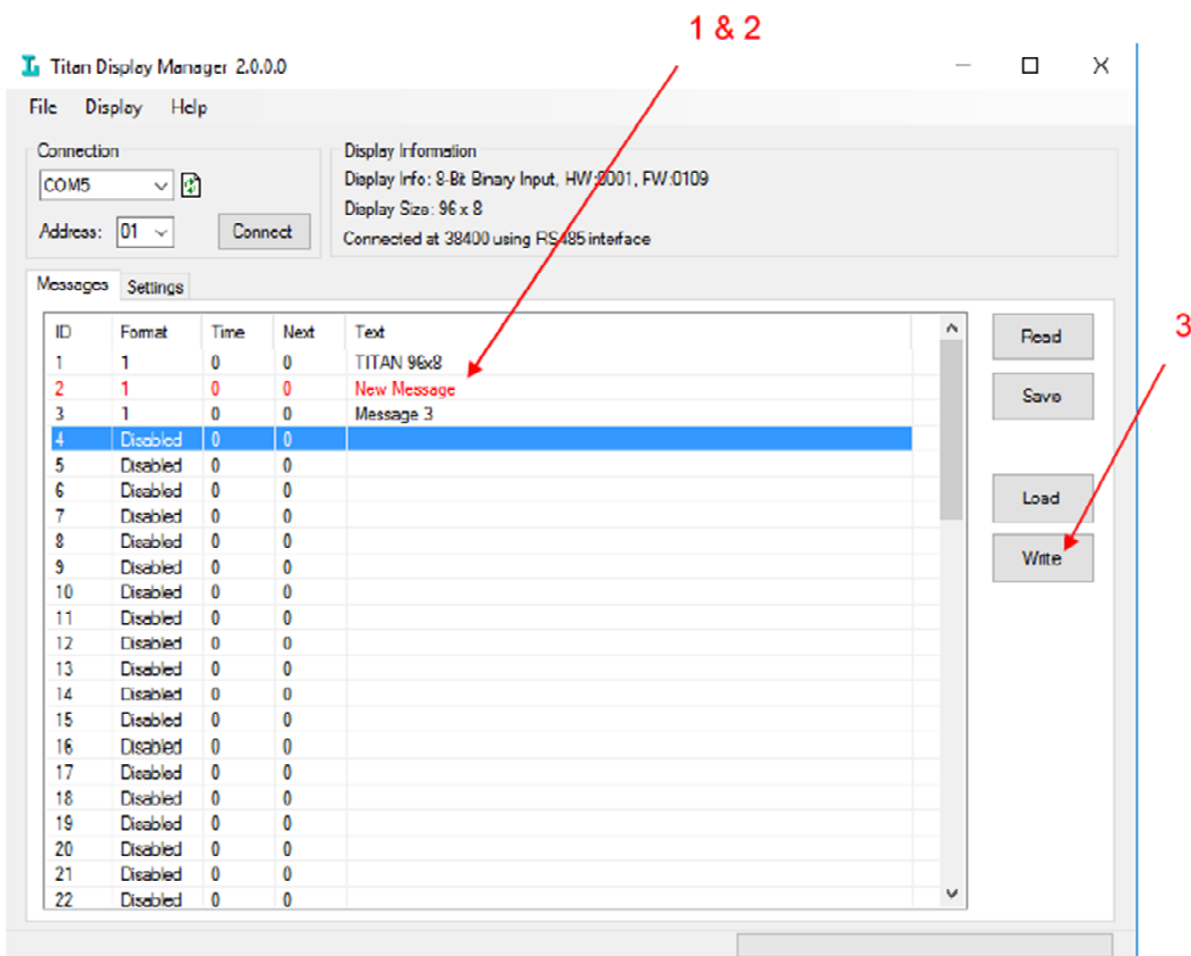 1 & 2
Titan Display Manager 2.0.0.0
File Display Help
Connection
Display Information
COM5
Display Info: 8-Bit Binary Input, HW:0001, FW:0109
Display Size: 96 x 8
Address: 01 Connect
Connected at 38400 using RS485 interface
Messages Settings
ID Format Time Next Text
Read
1 1 0 0 TITAN 96x8
2 1 0 0 New Message
Save
3 1 0 0 Message 3
4 Disabled 0 0
5 Disabled 0 0
6 Disabled 0 0
Load
7 Disabled 0 0
8 Disabled 0 0
Write
9 Disabled 0 0
10 Disabled 0 0
11 Disabled 0 0
12 Disabled 0 0
13 Disabled 0 0
14 Disabled 0 0
15 Disabled 0 0
16 Disabled 0 0
17 Disabled 0 0
18 Disabled 0 0
19 Disabled 0 0
20 Disabled 0 0
21 Disabled 0 0
22 Disabled 0 0
3